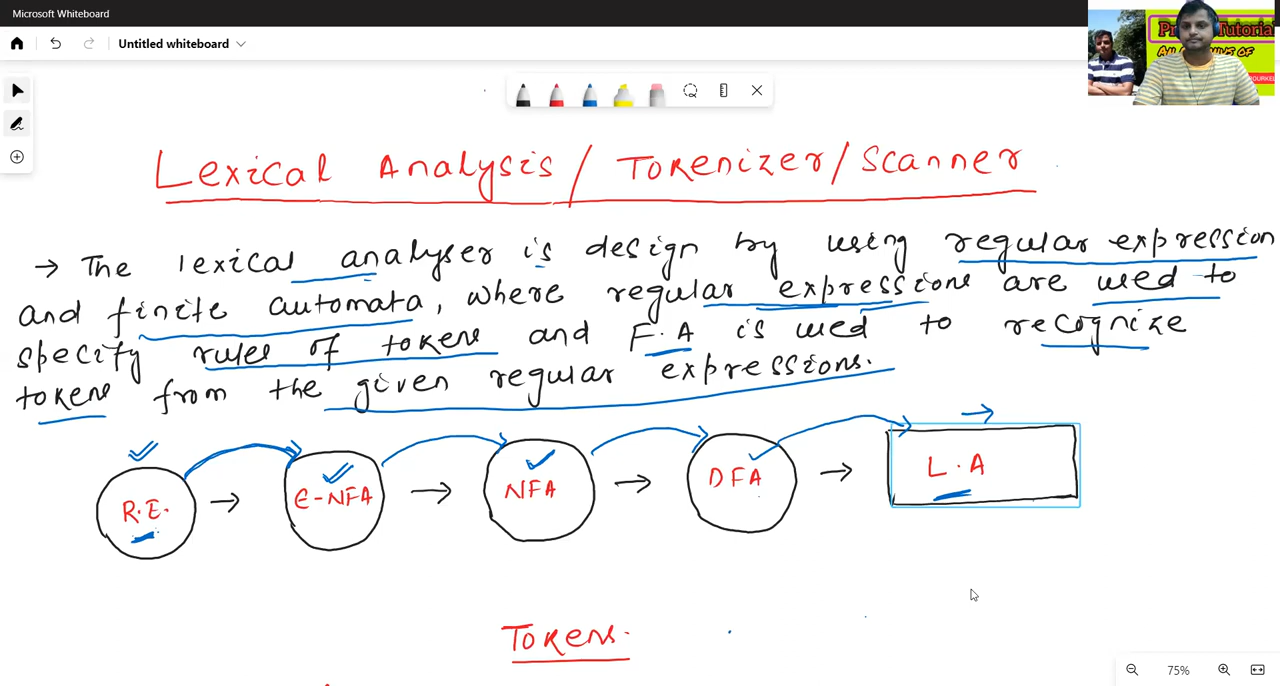 Microsoft Whiteboard
Untitled whiteboard
Tutoria
OURKEL
Lexical Analysis / Tokenizer / Scanner
→ The lexical analyser is design by using regular expression
and finite automata, where regular expressions are used to
specify rules of tokens and F.A is used to recognize
tokens from the given regular expressions.
R.E. → ∈-NFA → NFA → DFA → L.A
Tokens.
75%